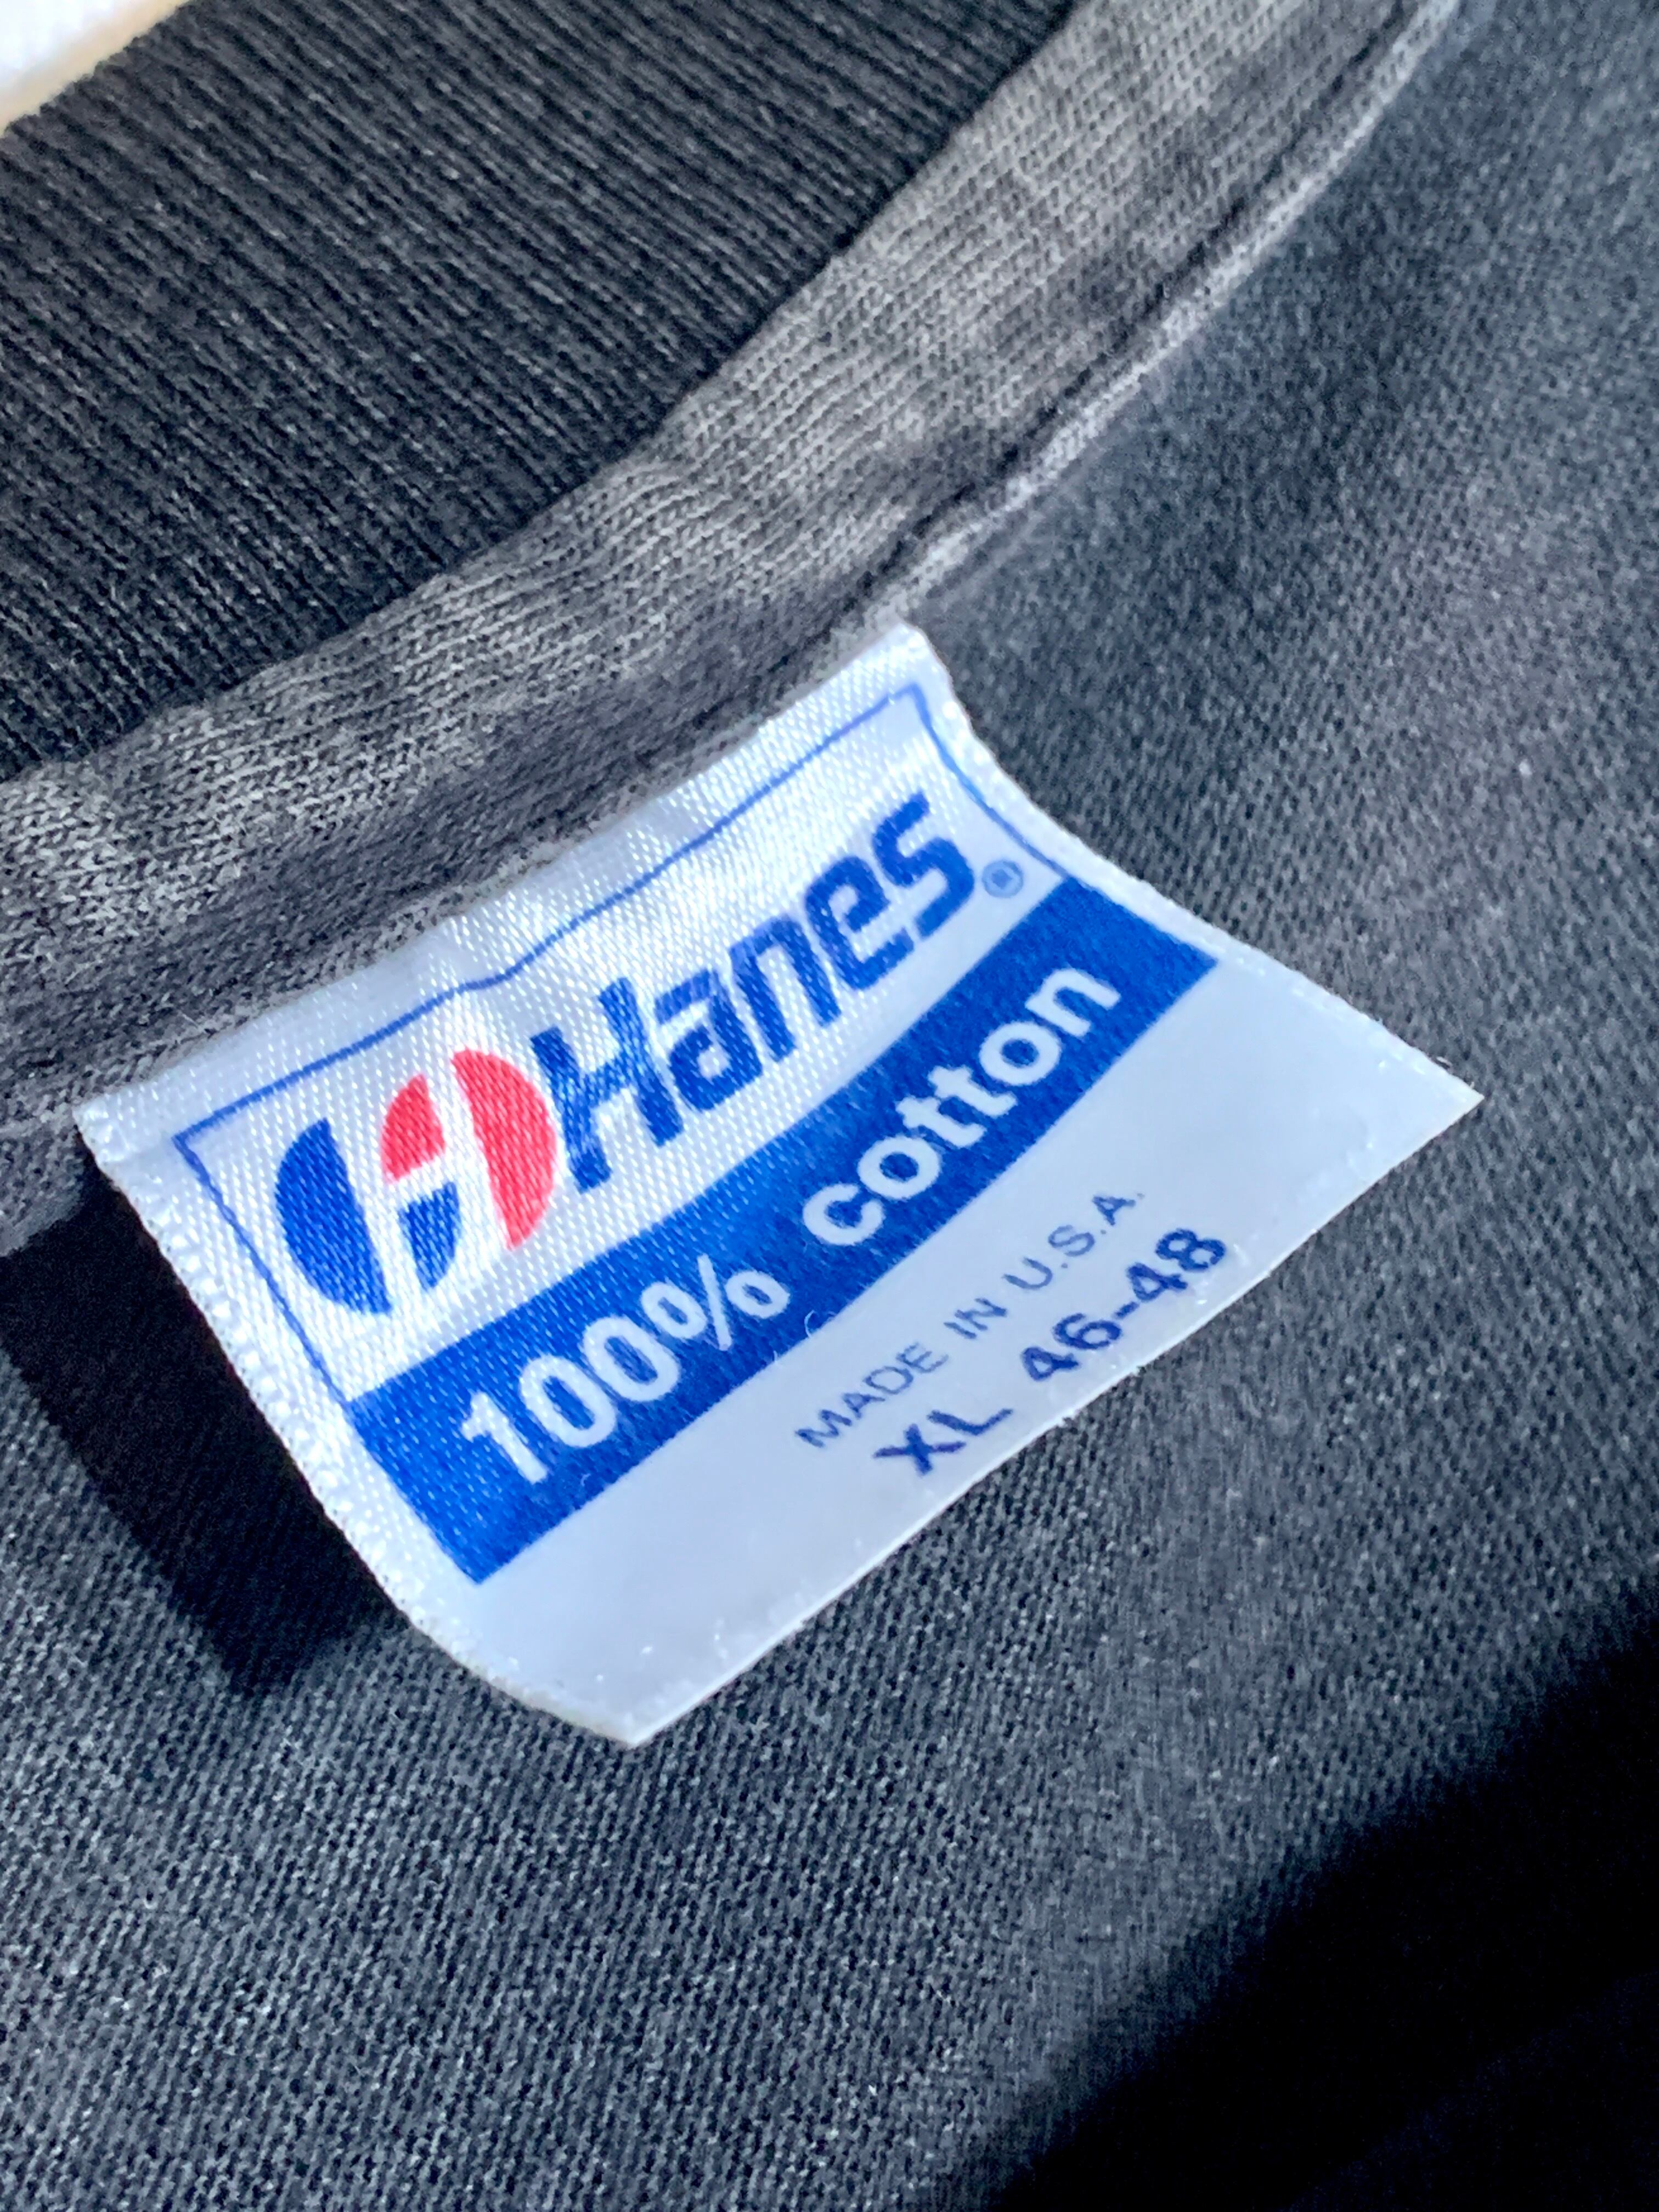 Hanes®
100% cotton
MADE IN U.S.A.
XL 46-48